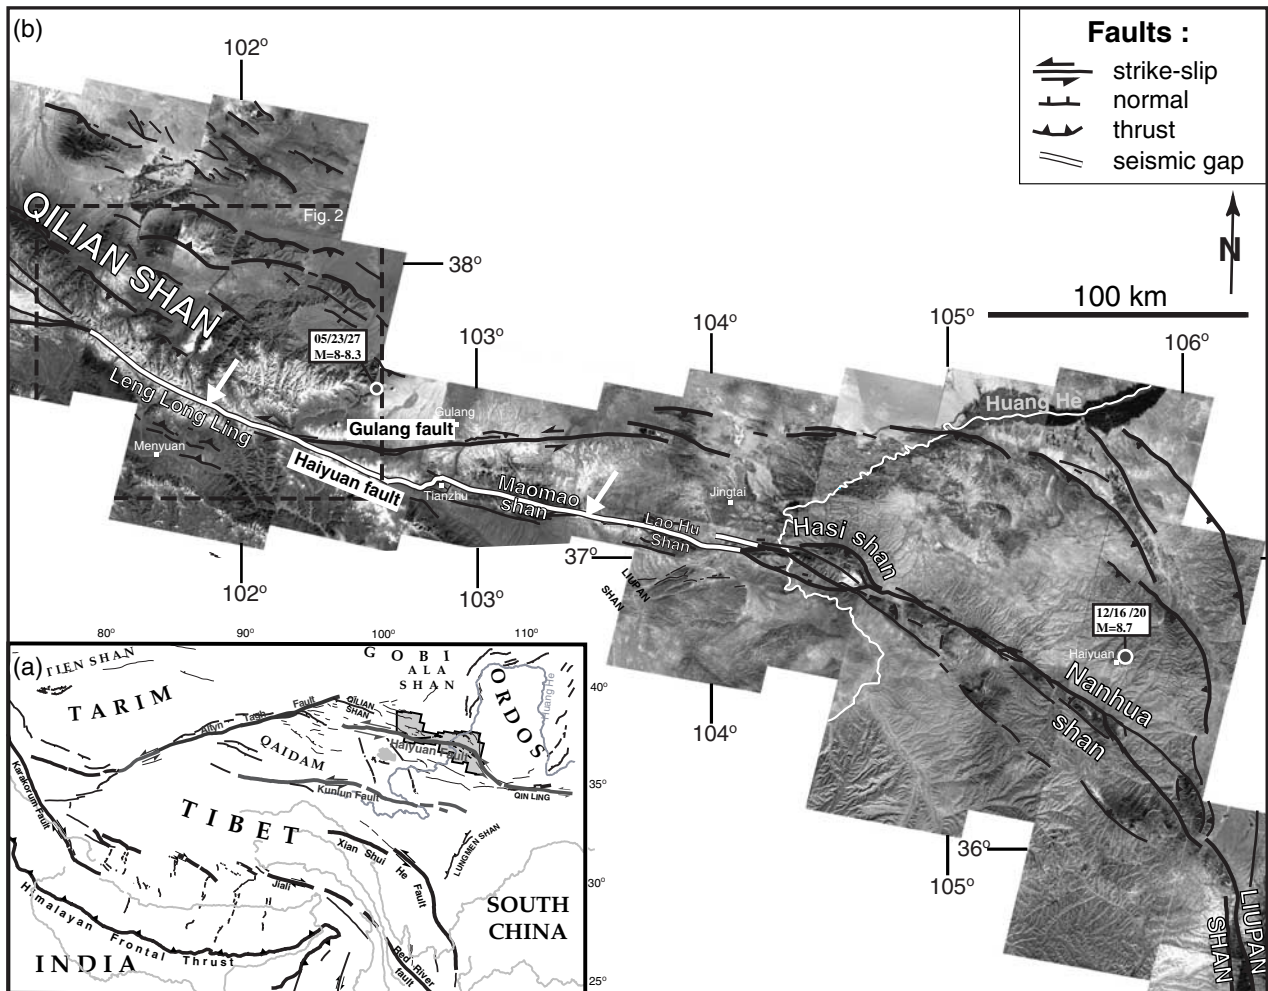 (b)
102°
Faults :
strike-slip
normal
thrust
seismic gap
N
100 km
Fig. 2
QILIAN SHAN
38°
05/23/27
M=8-8.3
103°
104°
105°
106°
Leng Long Ling
Menyuan
Gulang
Gulang fault
Haiyuan fault
Tianzhu
Maomao
shan
Jingtai
Lao Hu
Shan
Huang He
Hasi shan
37°
LIUPAN
SHAN
12/16 /20
M=8.7
Haiyuan
Nanhua
shan
102°
103°
104°
105°
36°
LIUPAN
SHAN
(a)
80°
90°
100°
110°
TIEN SHAN
TARIM
GOBI
ALA
SHAN
ORDOS
Huang He
40°
Altyn Tagh Fault
QILIAN
SHAN
QAIDAM
Haiyuan Fault
35°
QIN LING
Kunlun Fault
Karakorum Fault
TIBET
Xian Shui He Fault
LUNGMEN SHAN
30°
Jiali
Himalayan Frontal Thrust
SOUTH
CHINA
INDIA
Red River
fault
25°